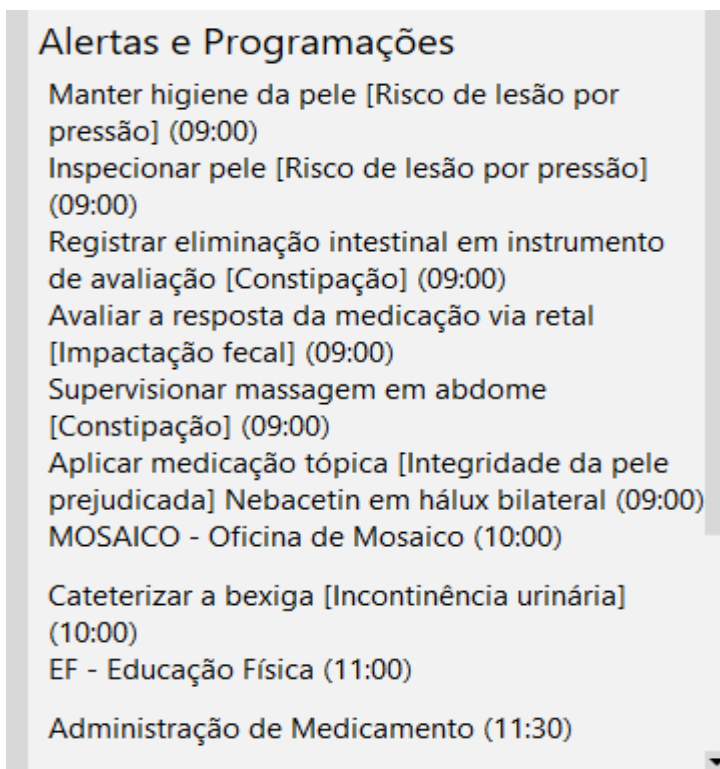 Alertas e Programações
Manter higiene da pele [Risco de lesão por
pressão] (09:00)
Inspecionar pele [Risco de lesão por pressão]
(09:00)
Registrar eliminação intestinal em instrumento
de avaliação [Constipação] (09:00)
Avaliar a resposta da medicação via retal
[Impactação fecal] (09:00)
Supervisionar massagem em abdome
[Constipação] (09:00)
Aplicar medicação tópica [Integridade da pele
prejudicada] Nebacetin em hálux bilateral (09:00)
MOSAICO - Oficina de Mosaico (10:00)
Cateterizar a bexiga [Incontinência urinária]
(10:00)
EF - Educação Física (11:00)
Administração de Medicamento (11:30)